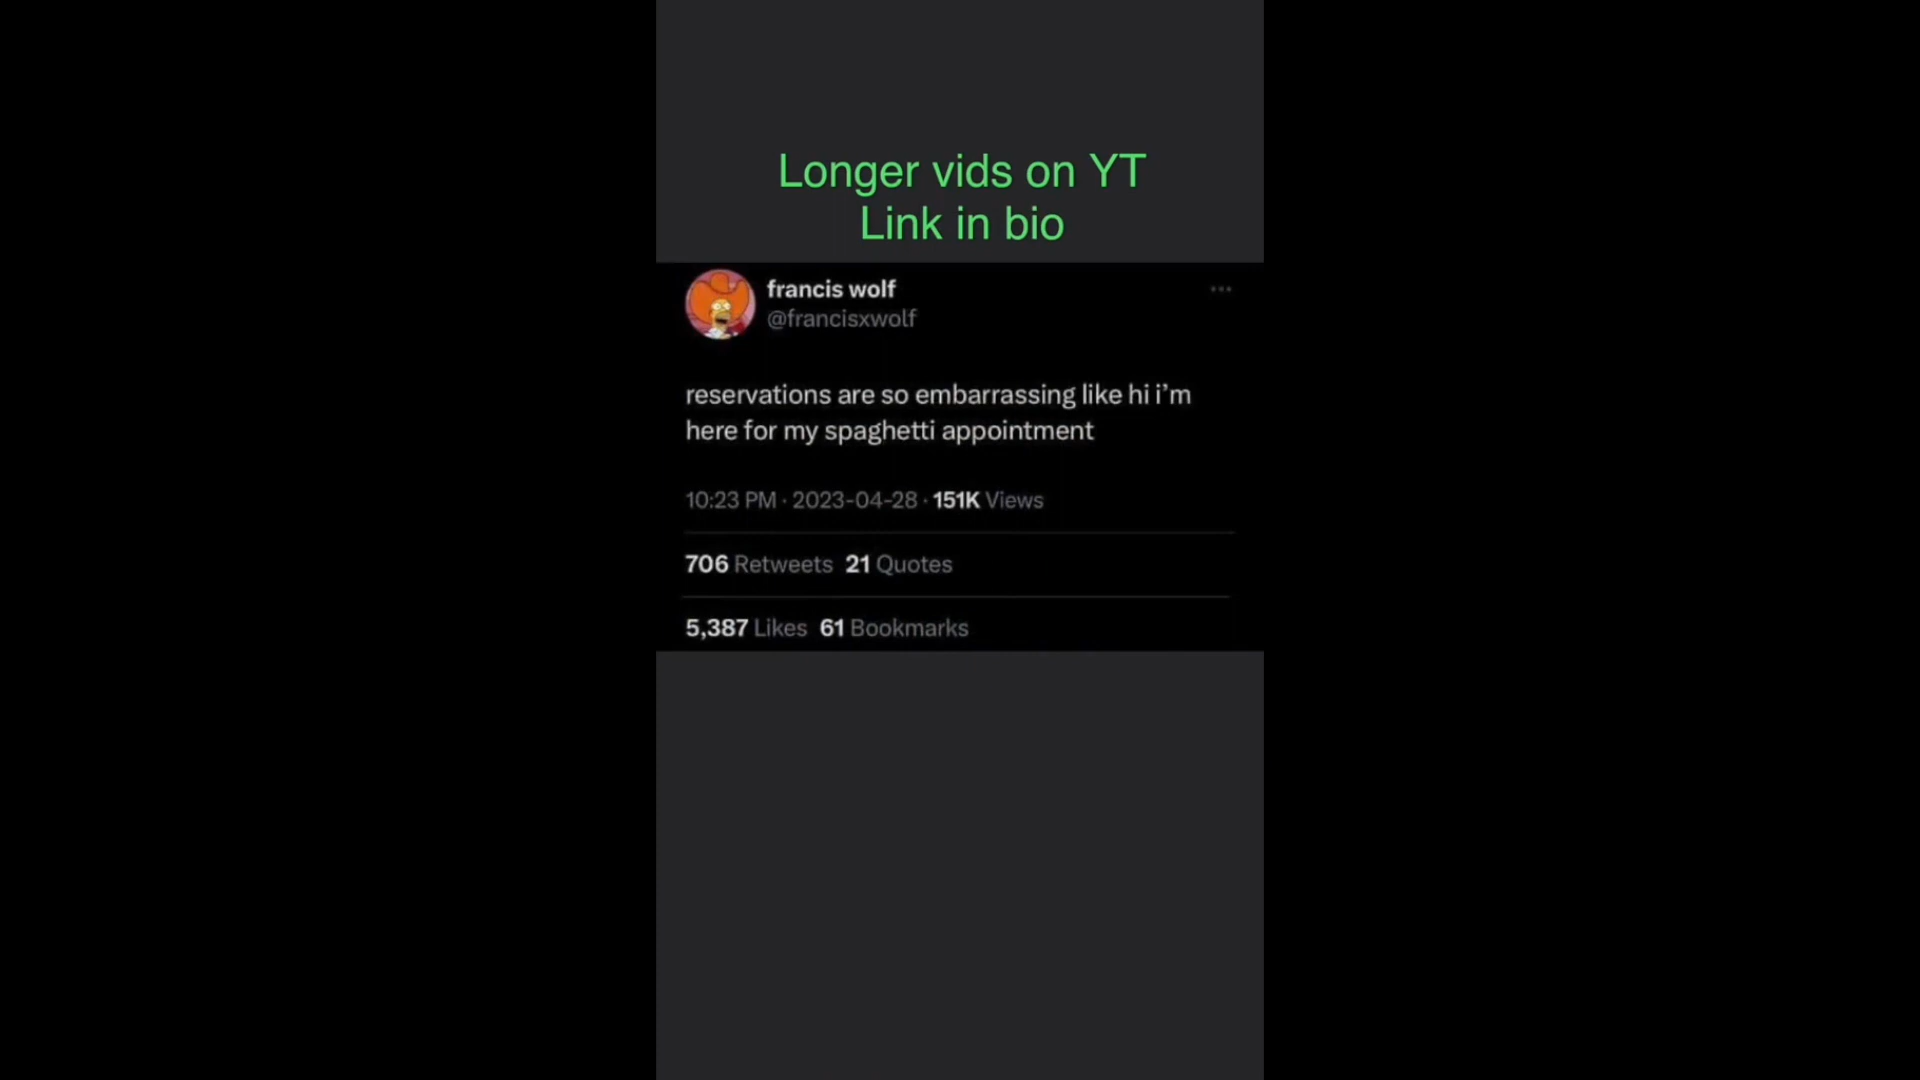 Longer vids on YT
Link in bio
francis wolf
@francisxwolf
reservations are so embarrassing like hi i’m
here for my spaghetti appointment
10:23 PM · 2023-04-28 · 151K Views
706 Retweets 21 Quotes
5,387 Likes 61 Bookmarks